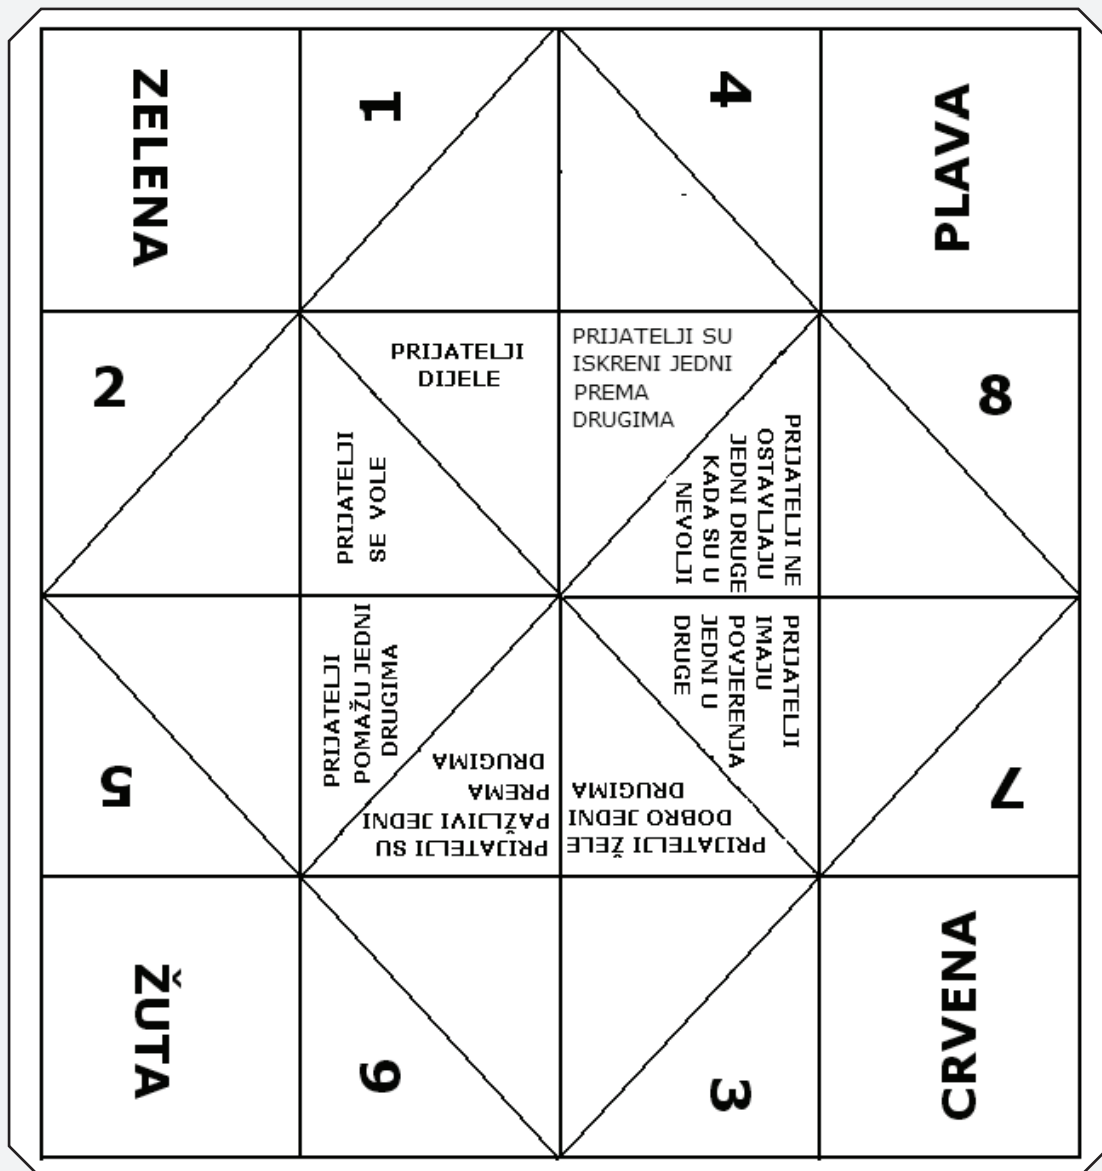 ZELENA
1
4
PLAVA
2
PRIJATELJI
DIJELE
PRIJATELJI SU
ISKRENI JEDNI
PREMA
DRUGIMA
8
PRIJATELJI
SE VOLE
PRIJATELJI NE
OSTAVLJAJU
JEDNI DRUGE
KADA SU U
NEVOLJI
5
PRIJATELJI
POMAŽU JEDNI
DRUGIMA
PRIJATELJI
IMAJU
POVJERENJA
JEDNI U
DRUGE
7
PRIJATELJI SU
PAŽLJIVI JEDNI
PREMA
DRUGIMA
PRIJATELJI ŽELE
DOBRO JEDNI
DRUGIMA
ŽUTA
6
3
CRVENA